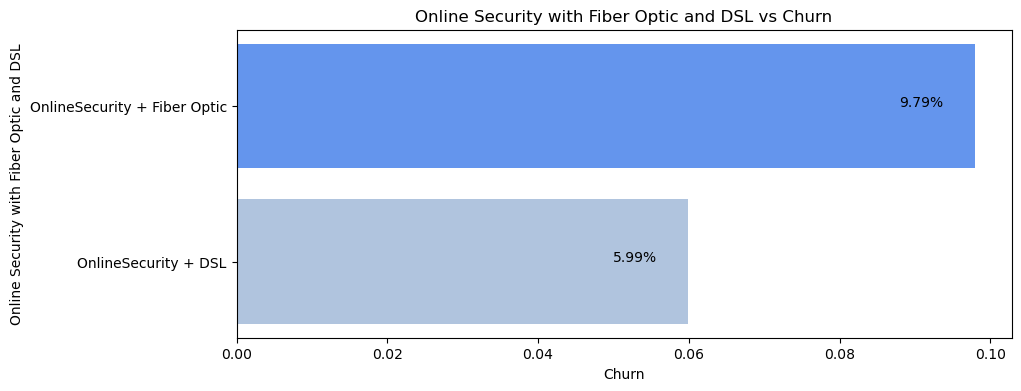 Online Security with Fiber Optic and DSL vs Churn
Online Security with Fiber Optic and DSL
OnlineSecurity + Fiber Optic
9.79%
OnlineSecurity + DSL
5.99%
0.00
0.02
0.04
0.06
0.08
0.10
Churn